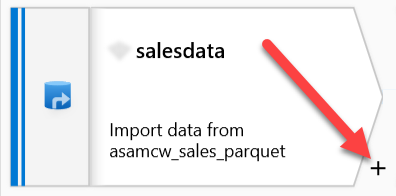 salesdata
Import data from
asamcw_sales_parquet
+